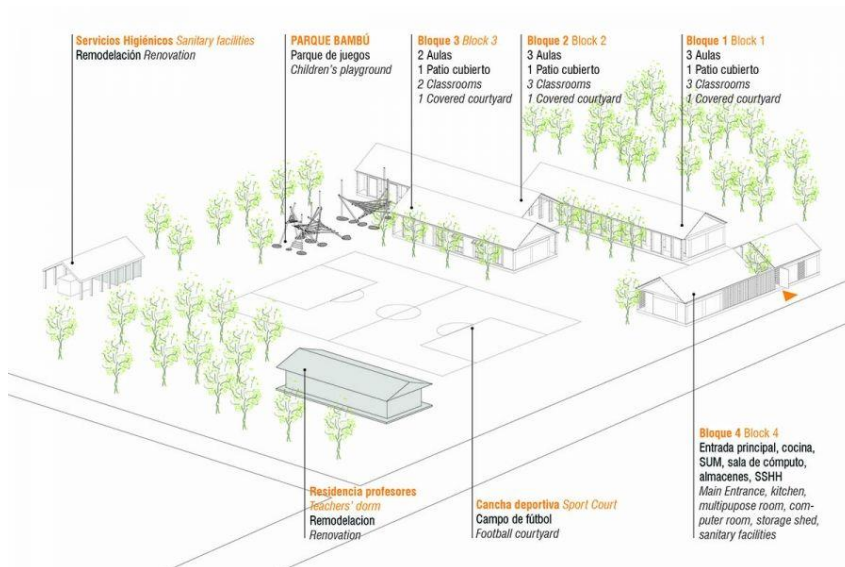 Servicios Higiénicos Sanitary facilities
Remodelación Renovation
PARQUE BAMBÚ
Parque de juegos
Children's playground
Bloque 3 Block 3
2 Aulas
1 Patio cubierto
2 Classrooms
1 Covered courtyard
Bloque 2 Block 2
3 Aulas
1 Patio cubierto
3 Classrooms
1 Covered courtyard
Bloque 1 Block 1
3 Aulas
1 Patio cubierto
3 Classrooms
1 Covered courtyard
Residencia profesores
Teachers' dorm
Remodelacion
Renovation
Cancha deportiva Sport Court
Campo de fútbol
Football courtyard
Bloque 4 Block 4
Entrada principal, cocina,
SUM, sala de cómputo,
almacenes, SSHH
Main Entrance, kitchen,
multipupose room, com-
puter room, storage shed,
sanitary facilities